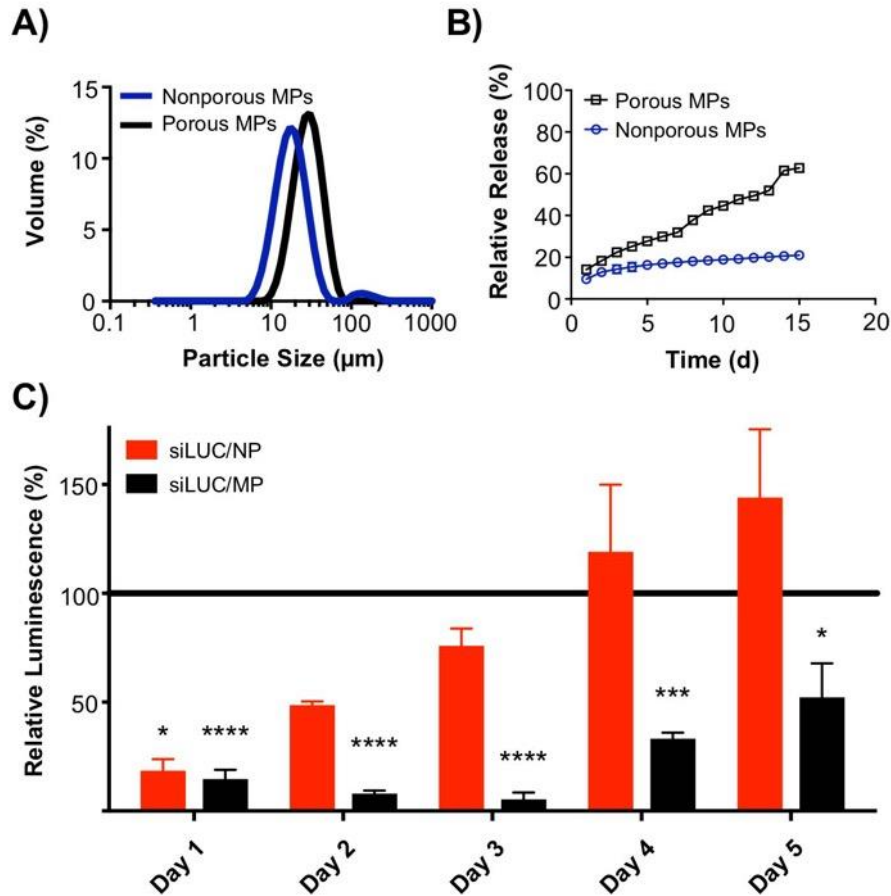 A)
Nonporous MPs
Porous MPs
Volume (%)
15
10
5
0
0.1 1 10 100 1000
Particle Size (µm)
B)
Porous MPs
Nonporous MPs
Relative Release (%)
100
80
60
40
20
0
0 5 10 15 20
Time (d)
C)
siLUC/NP
siLUC/MP
Relative Luminescence (%)
150
100
50
* **** **** **** *** *
Day 1 Day 2 Day 3 Day 4 Day 5